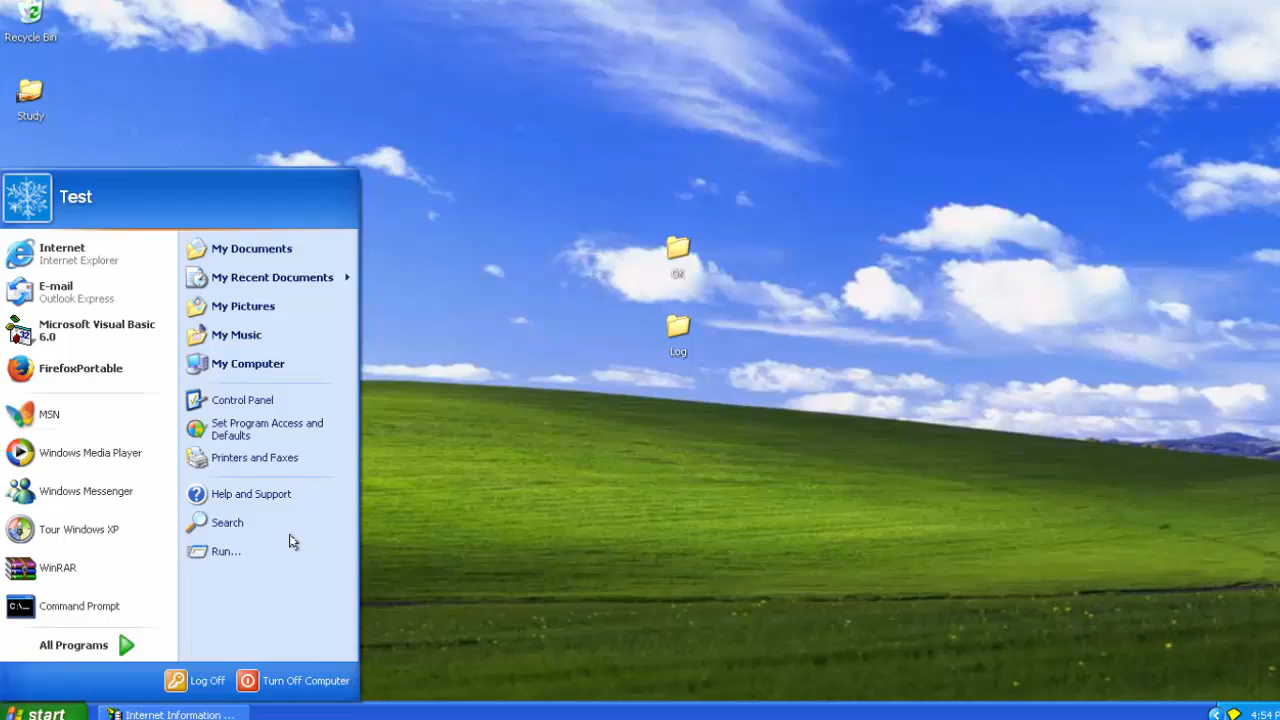 Recycle Bin
Study
OK
Log
Test
Internet
Internet Explorer
E-mail
Outlook Express
Microsoft Visual Basic
6.0
FirefoxPortable
MSN
Windows Media Player
Windows Messenger
Tour Windows XP
WinRAR
C:\...
Command Prompt
All Programs
My Documents
My Recent Documents
My Pictures
My Music
My Computer
Control Panel
Set Program Access and
Defaults
Printers and Faxes
Help and Support
Search
Run...
Log Off
Turn Off Computer
start
Internet Information ...
4:54 P